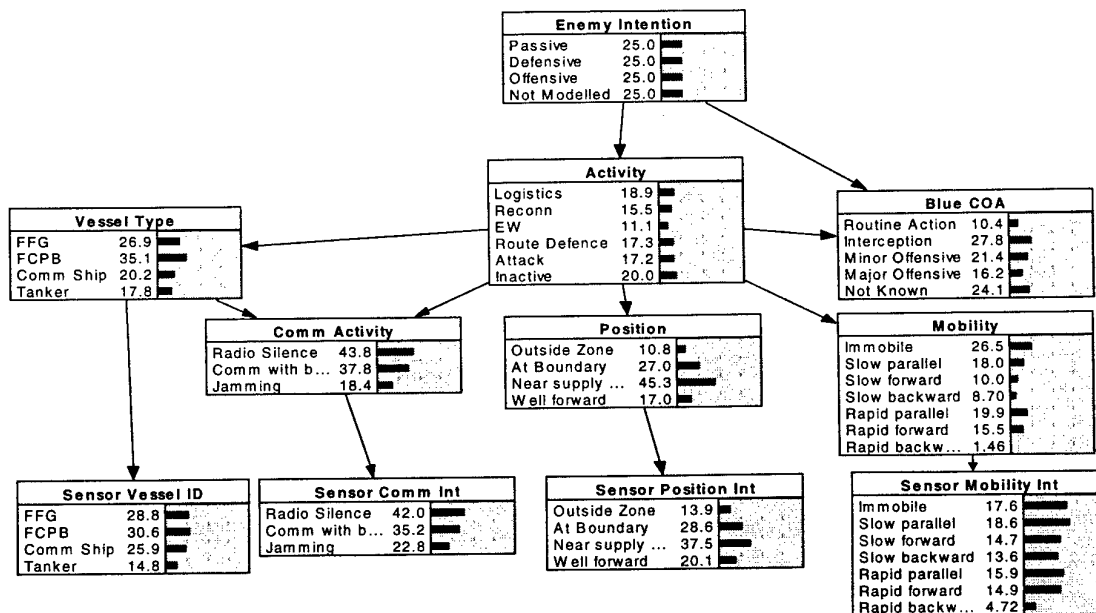 Enemy Intention
Passive 25.0
Defensive 25.0
Offensive 25.0
Not Modelled 25.0
Activity
Logistics 18.9
Reconn 15.5
EW 11.1
Route Defence 17.3
Attack 17.2
Inactive 20.0
Vessel Type
FFG 26.9
FCPB 35.1
Comm Ship 20.2
Tanker 17.8
Blue COA
Routine Action 10.4
Interception 27.8
Minor Offensive 21.4
Major Offensive 16.2
Not Known 24.1
Comm Activity
Radio Silence 43.8
Comm with b... 37.8
Jamming 18.4
Position
Outside Zone 10.8
At Boundary 27.0
Near supply ... 45.3
Well forward 17.0
Mobility
Immobile 26.5
Slow parallel 18.0
Slow forward 10.0
Slow backward 8.70
Rapid parallel 19.9
Rapid forward 15.5
Rapid backw... 1.46
Sensor Vessel ID
FFG 28.8
FCPB 30.6
Comm Ship 25.9
Tanker 14.8
Sensor Comm Int
Radio Silence 42.0
Comm with b... 35.2
Jamming 22.8
Sensor Position Int
Outside Zone 13.9
At Boundary 28.6
Near supply ... 37.5
Well forward 20.1
Sensor Mobility Int
Immobile 17.6
Slow parallel 18.6
Slow forward 14.7
Slow backward 13.6
Rapid parallel 15.9
Rapid forward 14.9
Rapid backw... 4.72